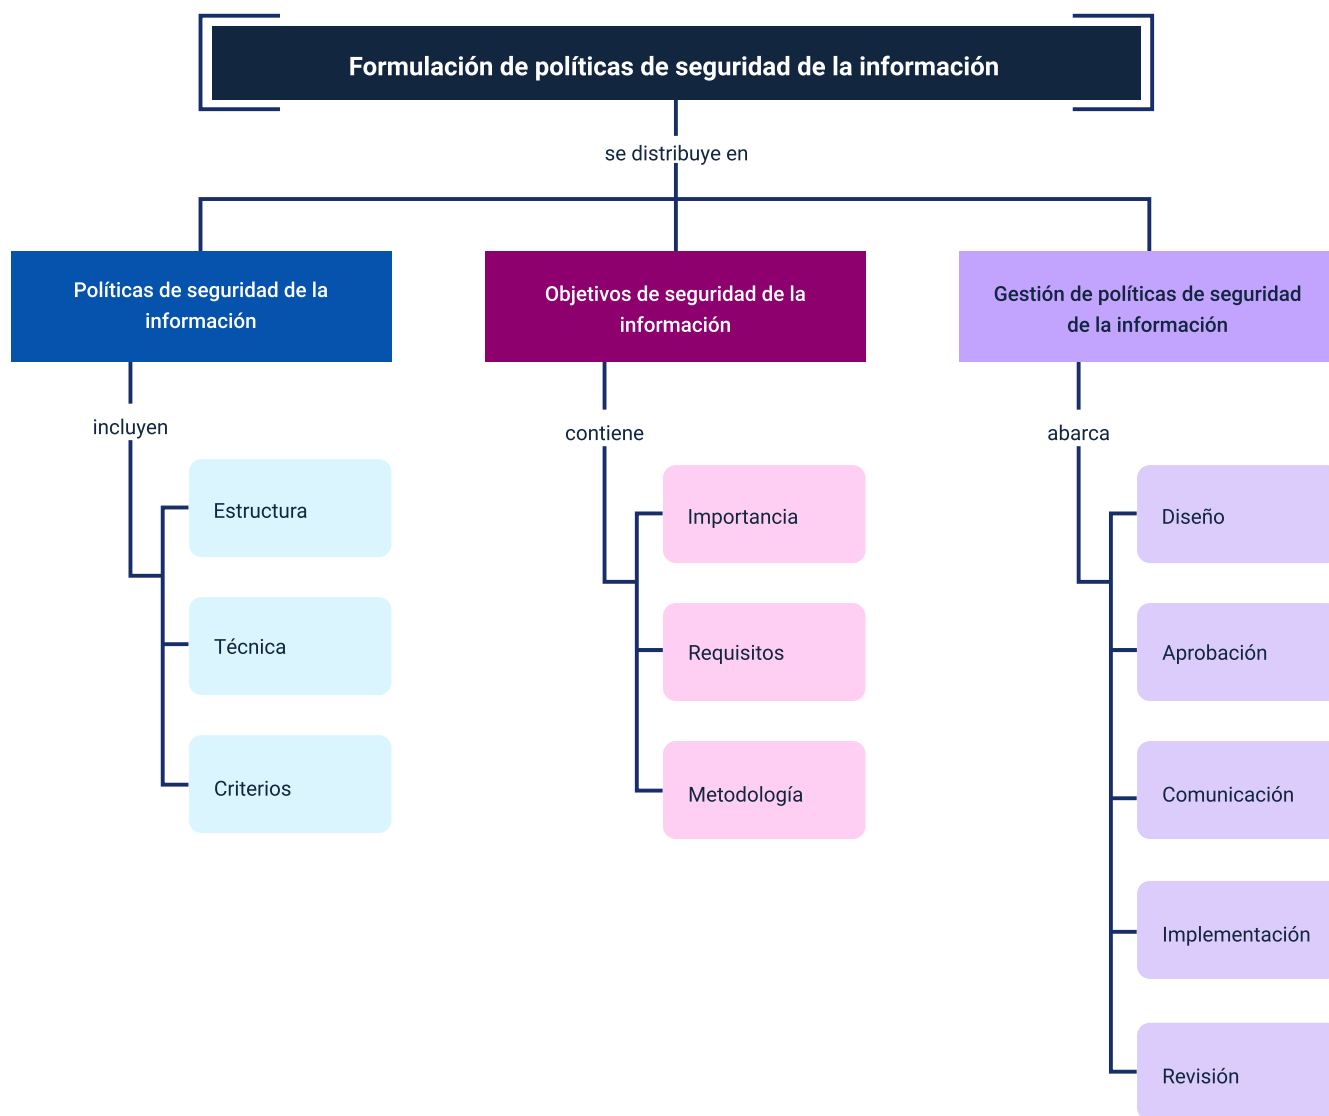 Formulación de políticas de seguridad de la información
se distribuye en
Políticas de seguridad de la
información
incluyen
Estructura
Técnica
Criterios
Objetivos de seguridad de la
información
contiene
Importancia
Requisitos
Metodología
Gestión de políticas de seguridad
de la información
abarca
Diseño
Aprobación
Comunicación
Implementación
Revisión